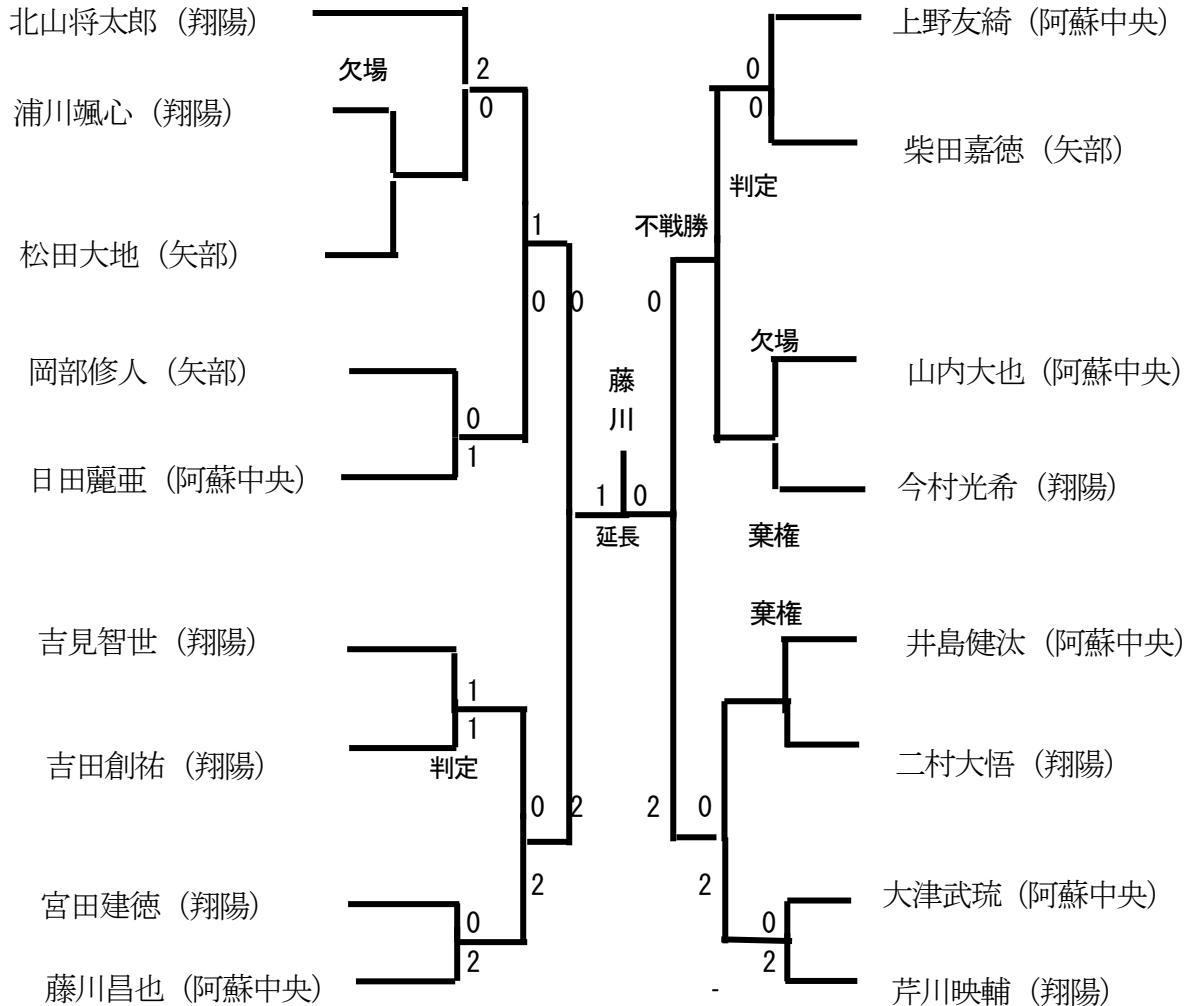 北山将太郎 (翔陽)
欠場
2
0
浦川颯心 (翔陽)
松田大地 (矢部)
1
0 0
岡部修人 (矢部)
0
1
日田麗亜 (阿蘇中央)
吉見智世 (翔陽)
1
1
吉田創祐 (翔陽)
判定
0 2
2
宮田建徳 (翔陽)
0
2
藤川昌也 (阿蘇中央)
藤
川
1 0
延長
上野友綺 (阿蘇中央)
0
0
柴田嘉徳 (矢部)
判定
不戦勝
0
欠場
山内大也 (阿蘇中央)
今村光希 (翔陽)
棄権
棄権
井島健汰 (阿蘇中央)
二村大悟 (翔陽)
2 0
2
大津武琉 (阿蘇中央)
0
2
芹川映輔 (翔陽)
-